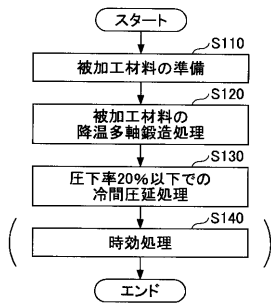 スタート
S110
被加工材料の準備
S120
被加工材料の
降温多軸鍛造処理
S130
圧下率20%以下での
冷間圧延処理
S140
時効処理
エンド